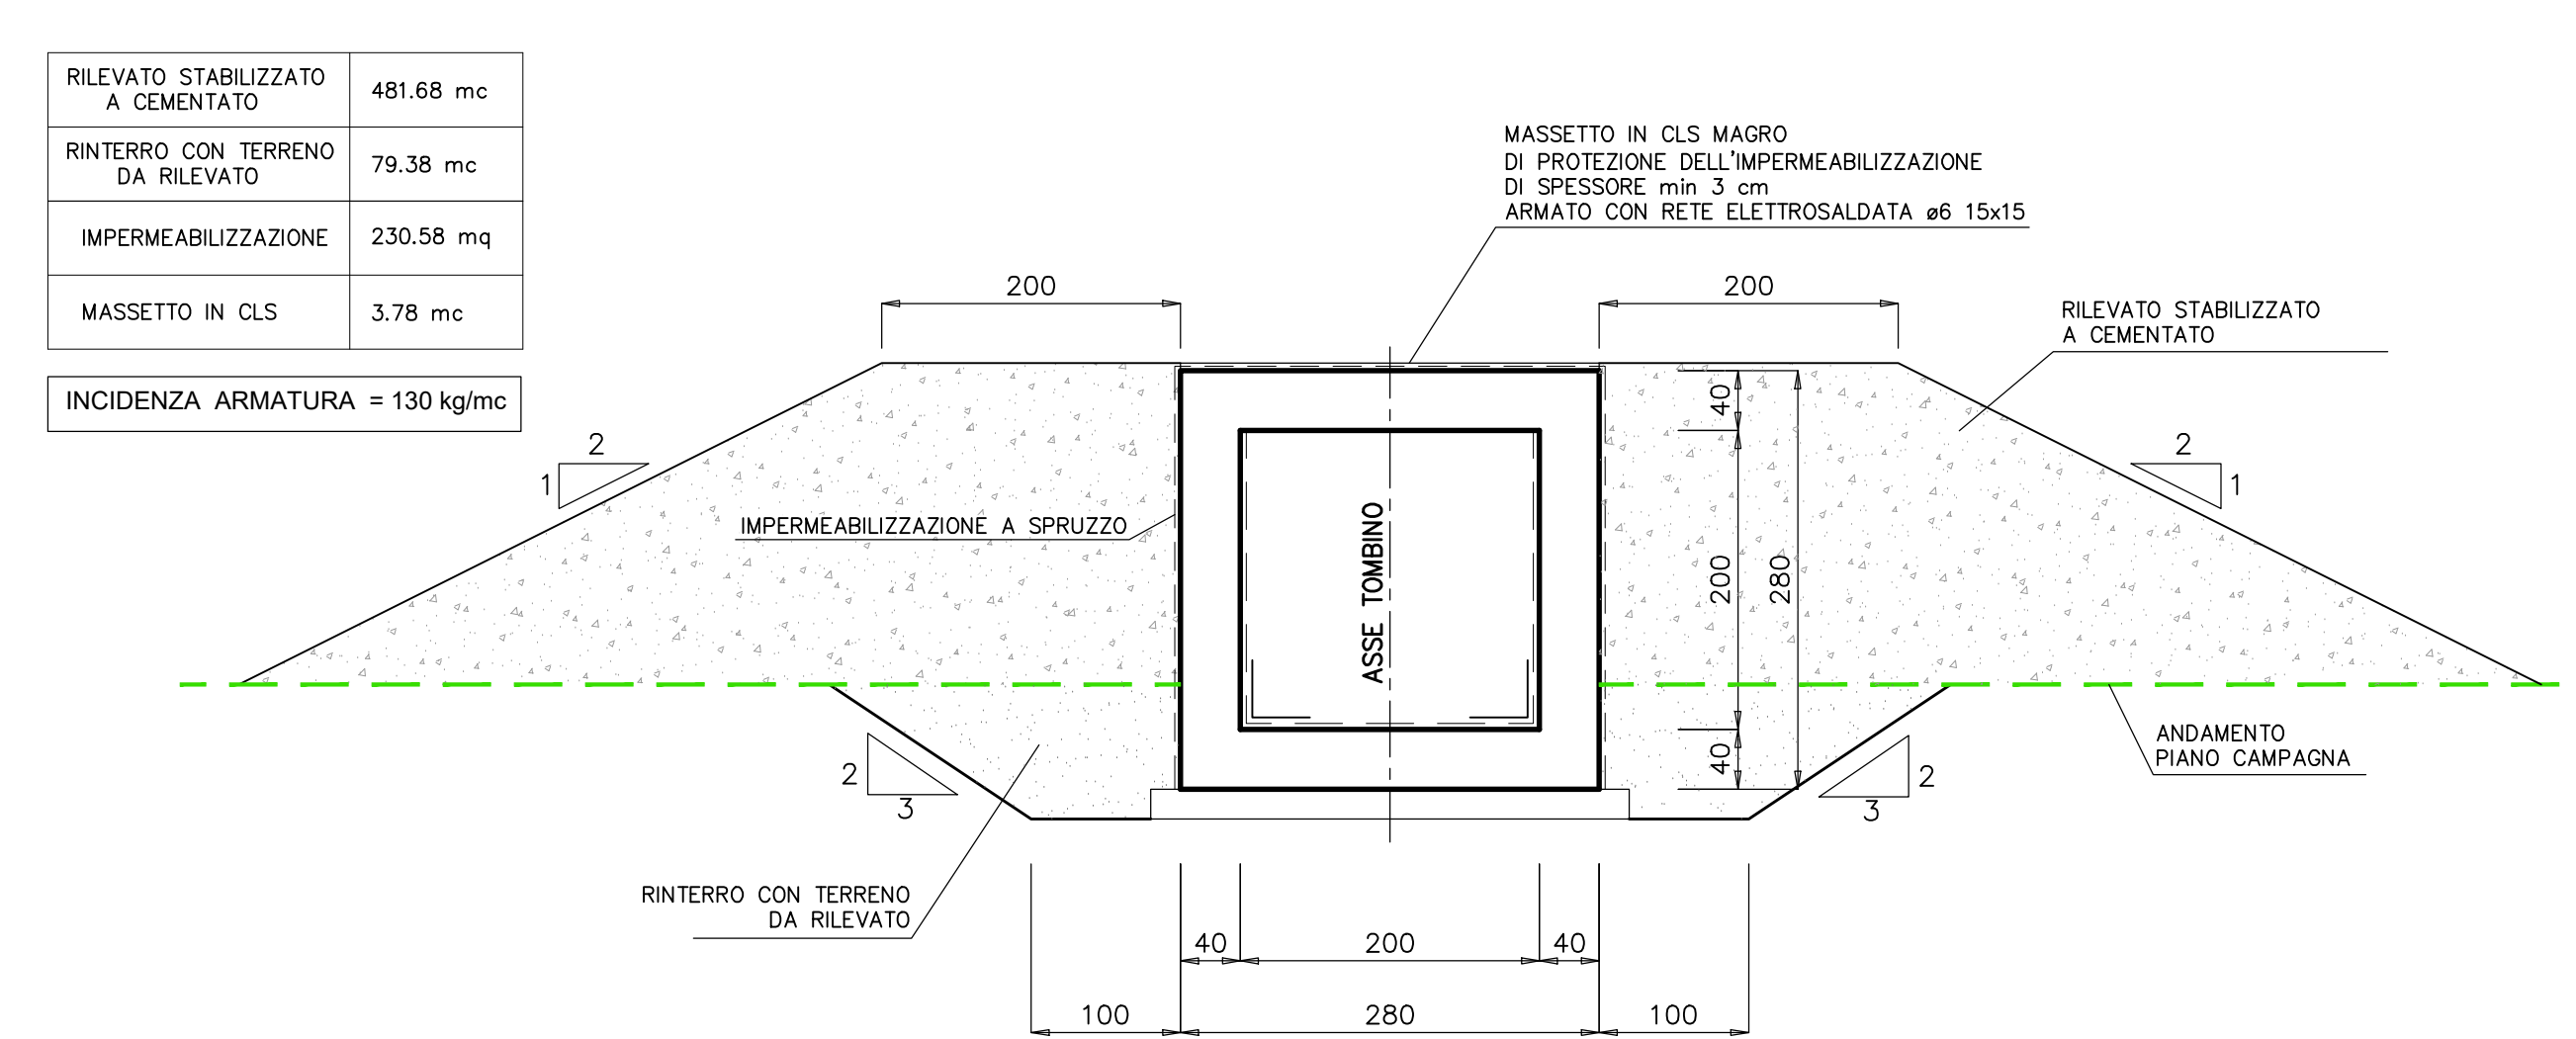 RILEVATO STABILIZZATO
A CEMENTATO
481.68 mc
RINTERRO CON TERRENO
DA RILEVATO
79.38 mc
IMPERMEABILIZZAZIONE
230.58 mq
MASSETTO IN CLS
3.78 mc
INCIDENZA ARMATURA = 130 kg/mc
MASSETTO IN CLS MAGRO
DI PROTEZIONE DELL'IMPERMEABILIZZAZIONE
DI SPESSORE min 3 cm
ARMATO CON RETE ELETTROSALDATA ø6 15x15
200
200
RILEVATO STABILIZZATO
A CEMENTATO
2
1
2
1
40
200
280
40
IMPERMEABILIZZAZIONE A SPRUZZO
ASSE TOMBINO
2
3
2
3
ANDAMENTO
PIANO CAMPAGNA
RINTERRO CON TERRENO
DA RILEVATO
40
200
40
100
280
100